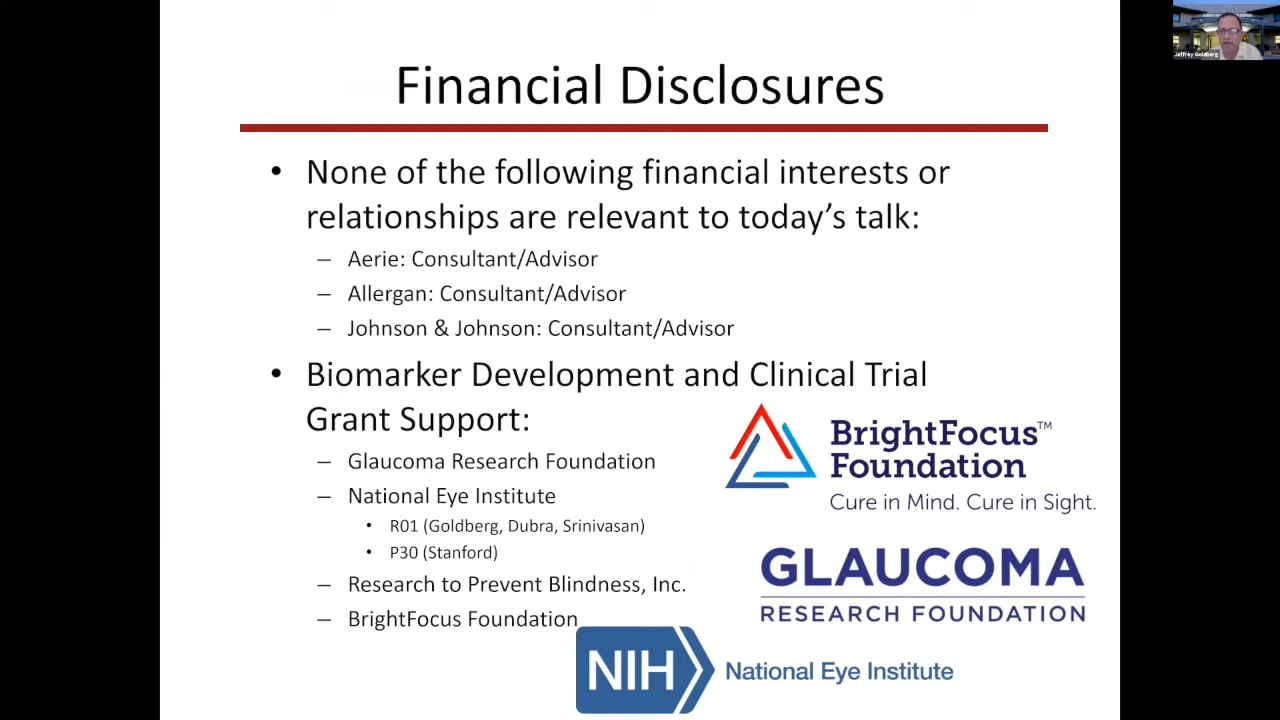 Financial Disclosures
Jeffrey Goldberg
• None of the following financial interests or
relationships are relevant to today’s talk:
– Aerie: Consultant/Advisor
– Allergan: Consultant/Advisor
– Johnson & Johnson: Consultant/Advisor
• Biomarker Development and Clinical Trial
Grant Support:
– Glaucoma Research Foundation
– National Eye Institute
• R01 (Goldberg, Dubra, Srinivasan)
• P30 (Stanford)
– Research to Prevent Blindness, Inc.
– BrightFocus Foundation
BrightFocus™
Foundation
Cure in Mind. Cure in Sight.
GLAUCOMA
RESEARCH FOUNDATION
NIH National Eye Institute